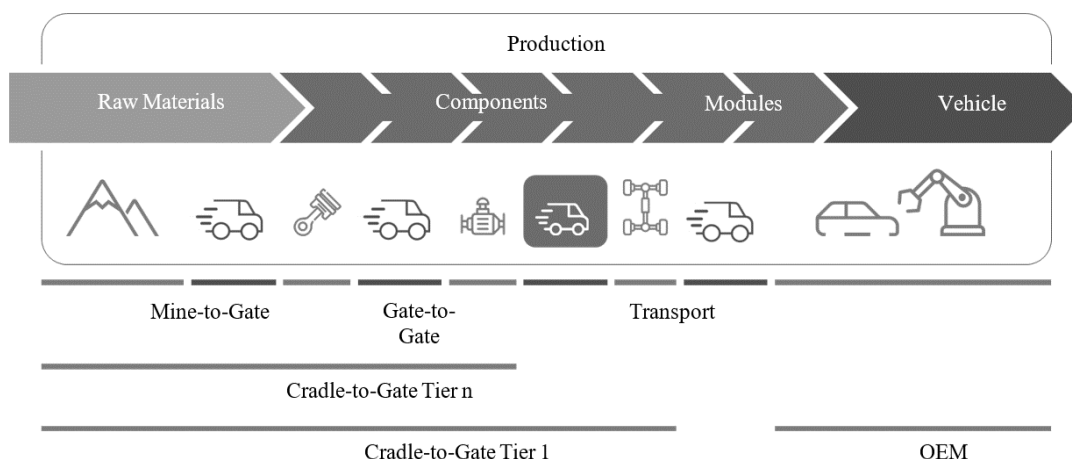 Production
Raw Materials
Components
Modules
Vehicle
Mine-to-Gate
Gate-to-
Gate
Transport
Cradle-to-Gate Tier n
Cradle-to-Gate Tier 1
OEM